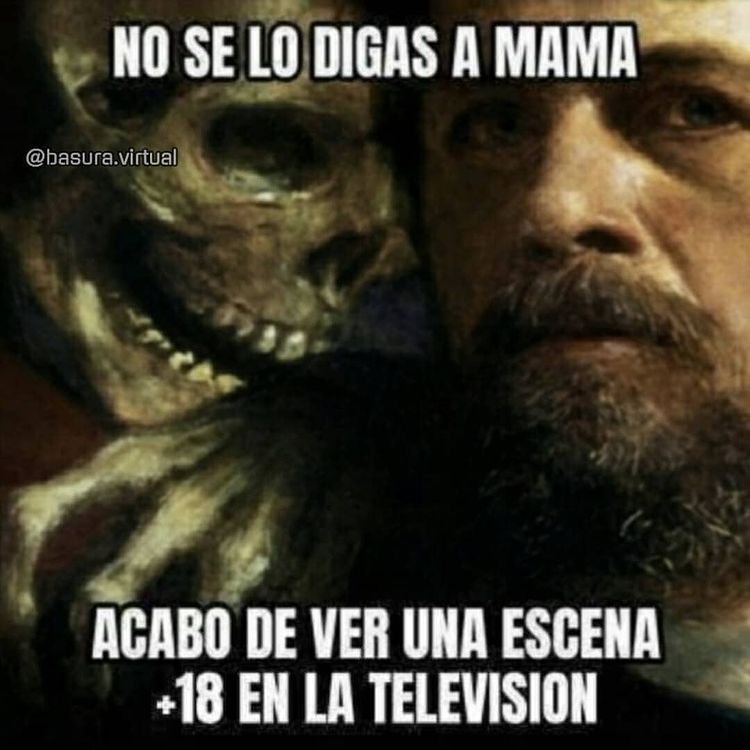 NO SE LO DIGAS A MAMA
@basura.virtual
ACABO DE VER UNA ESCENA
+18 EN LA TELEVISION